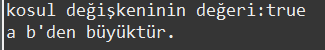 kosul değişkeninin değeri:true
a b'den büyüktür.